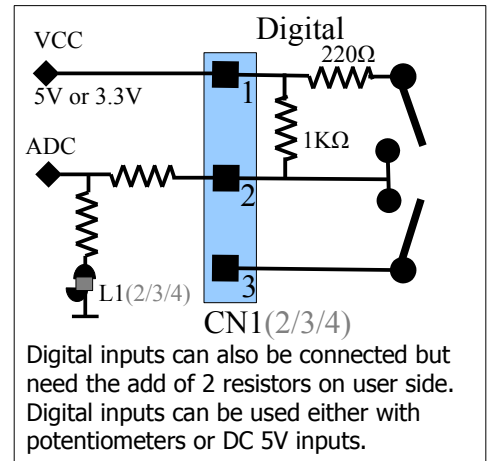 Digital
VCC
220Ω
5V or 3.3V
1
1KΩ
ADC
2
L1(2/3/4)
3
CN1(2/3/4)
Digital inputs can also be connected but
need the add of 2 resistors on user side.
Digital inputs can be used either with
potentiometers or DC 5V inputs.